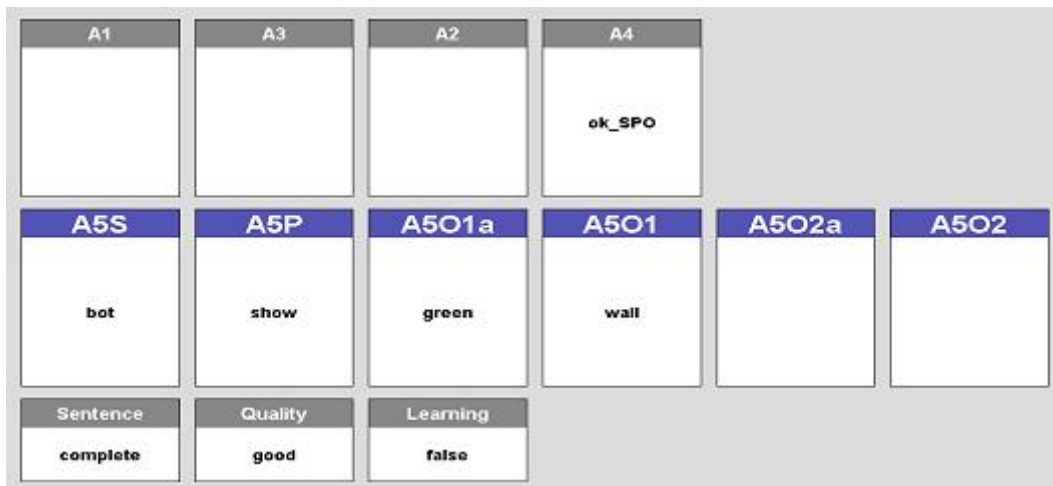 A1 A3 A2 A4
ok_SPO
A5S A5P A5O1a A5O1 A5O2a A5O2
bot show green wall
Sentence Quality Learning
complete good false